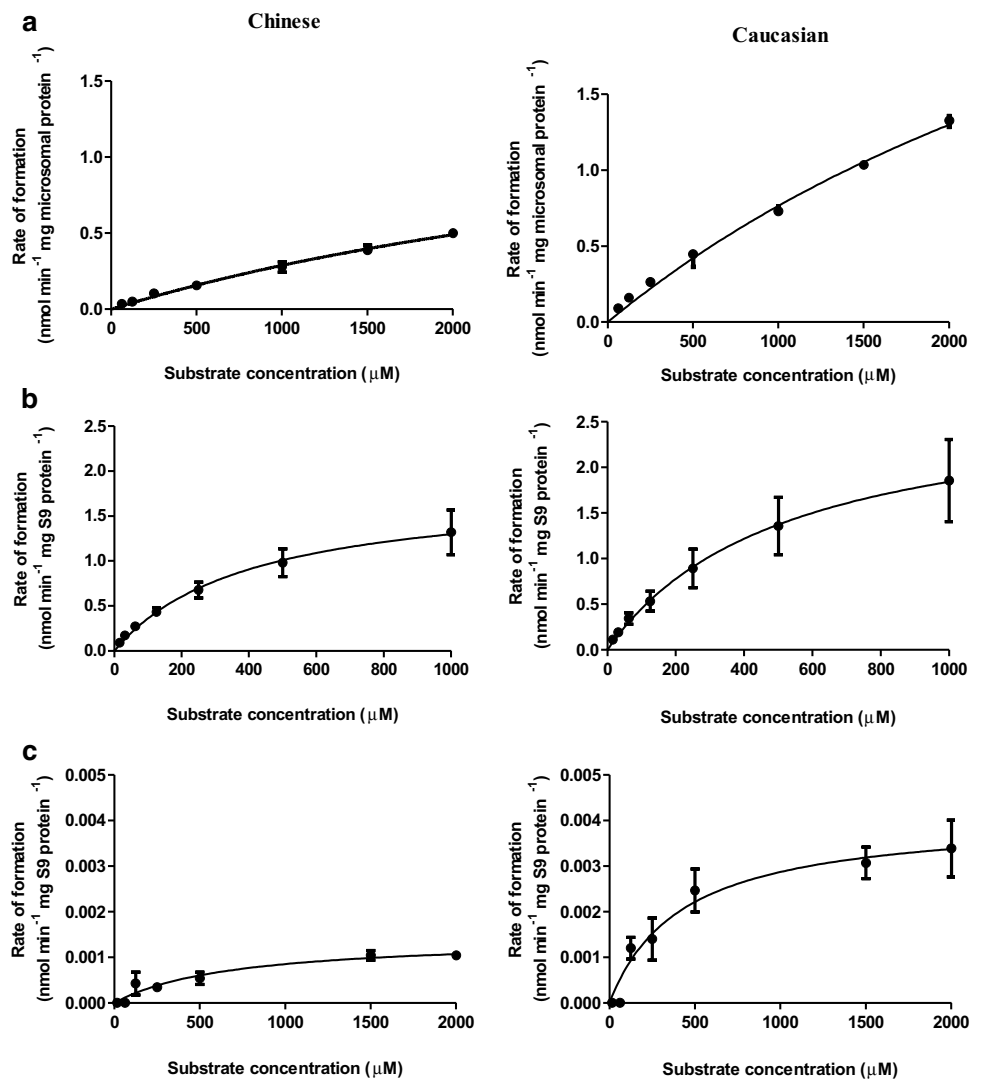 a
Chinese
Caucasian
Rate of formation
(nmol min-1 mg microsomal protein -1)
1.5
1.0
0.5
0.0
0 500 1000 1500 2000
Substrate concentration (μM)
Rate of formation
(nmol min-1 mg microsomal protein -1)
1.5
1.0
0.5
0.0
0 500 1000 1500 2000
Substrate concentration (μM)
b
Rate of formation
(nmol min-1 mg S9 protein -1)
2.5
2.0
1.5
1.0
0.5
0.0
0 200 400 600 800 1000
Substrate concentration (μM)
Rate of formation
(nmol min-1 mg S9 protein -1)
2.5
2.0
1.5
1.0
0.5
0.0
0 200 400 600 800 1000
Substrate concentration (μM)
c
Rate of formation
(nmol min-1 mg S9 protein -1)
0.005
0.004
0.003
0.002
0.001
0.000
0 500 1000 1500 2000
Substrate concentration (μM)
Rate of formation
(nmol min-1 mg S9 protein -1)
0.005
0.004
0.003
0.002
0.001
0.000
0 500 1000 1500 2000
Substrate concentration (μM)